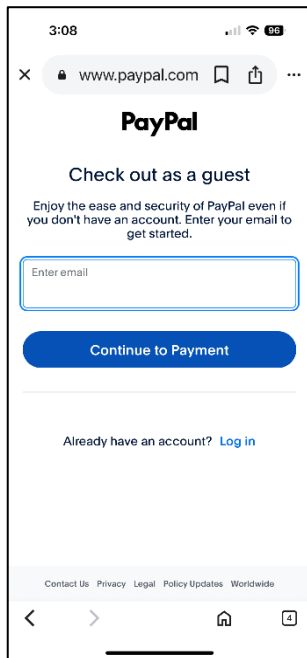 3:08
96
www.paypal.com
PayPal
Check out as a guest
Enjoy the ease and security of PayPal even if
you don't have an account. Enter your email to
get started.
Enter email
Continue to Payment
Already have an account? Log in
Contact Us Privacy Legal Policy Updates Worldwide
4